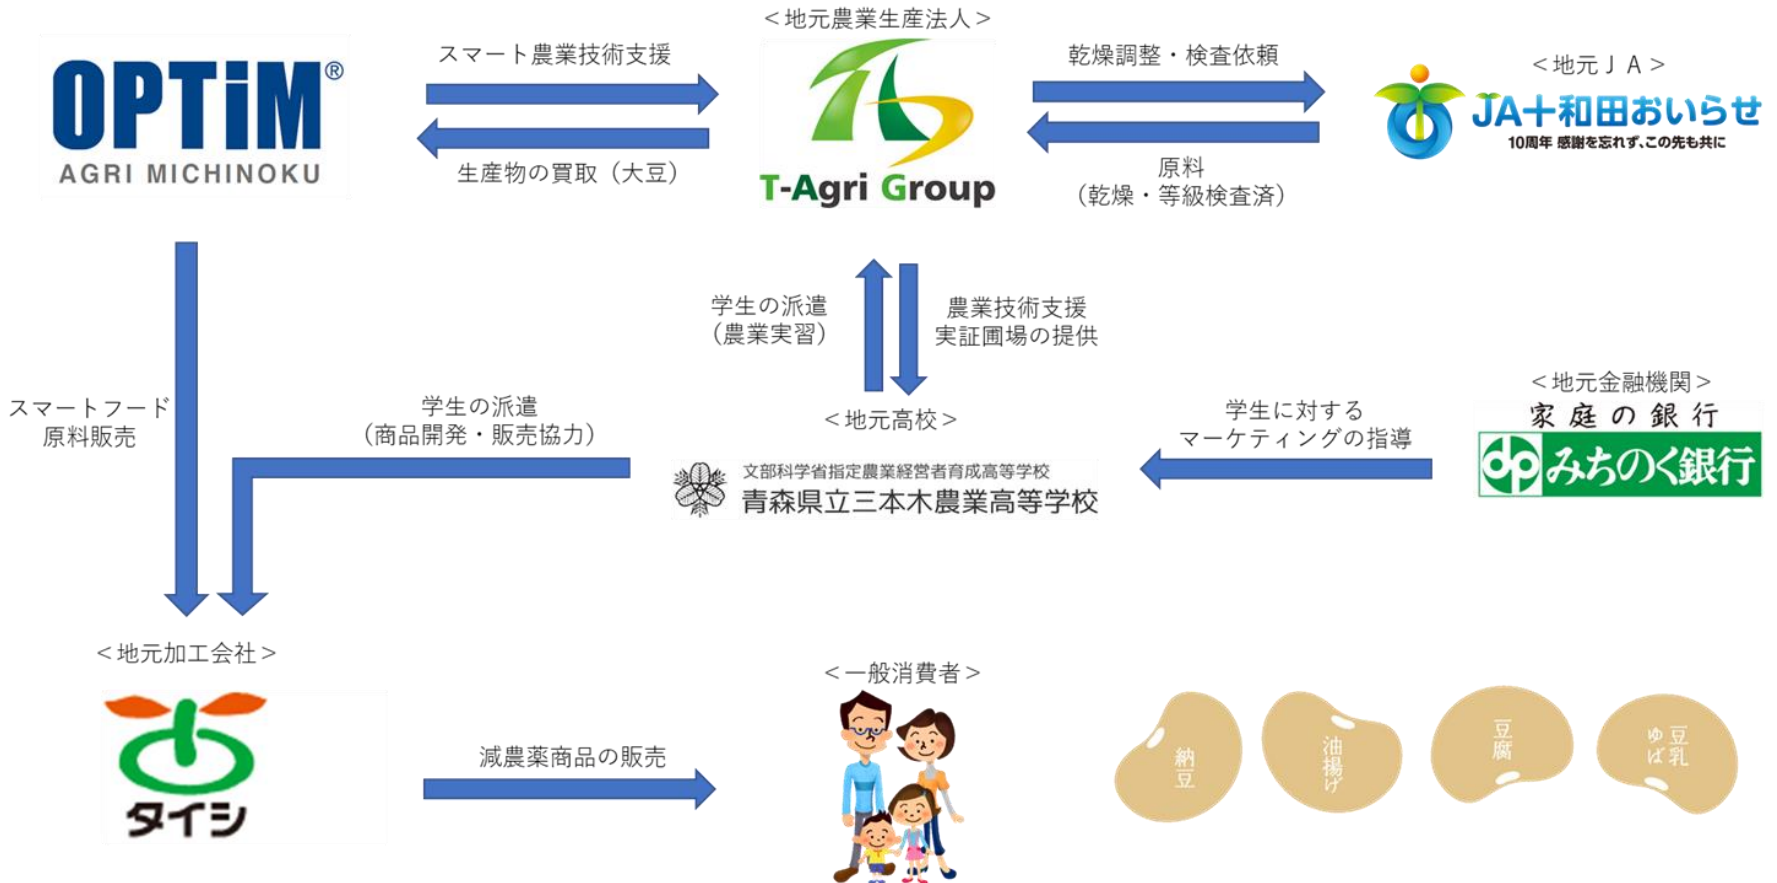 ＜地元農業生産法人＞
OPTiM®
AGRI MICHINOKU
スマート農業技術支援
生産物の買取（大豆）
T-Agri Group
乾燥調整・検査依頼
原料
（乾燥・等級検査済）
＜地元ＪＡ＞
JA十和田おいらせ
10周年 感謝を忘れず、この先も共に
学生の派遣
（農業実習）
農業技術支援
実証圃場の提供
スマートフード
原料販売
学生の派遣
（商品開発・販売協力）
＜地元高校＞
文部科学省指定農業経営者育成高等学校
青森県立三本木農業高等学校
学生に対する
マーケティングの指導
＜地元金融機関＞
家庭の銀行
みちのく銀行
＜地元加工会社＞
タイシ
減農薬商品の販売
＜一般消費者＞
納豆
油揚げ
豆腐
豆乳
ゆば